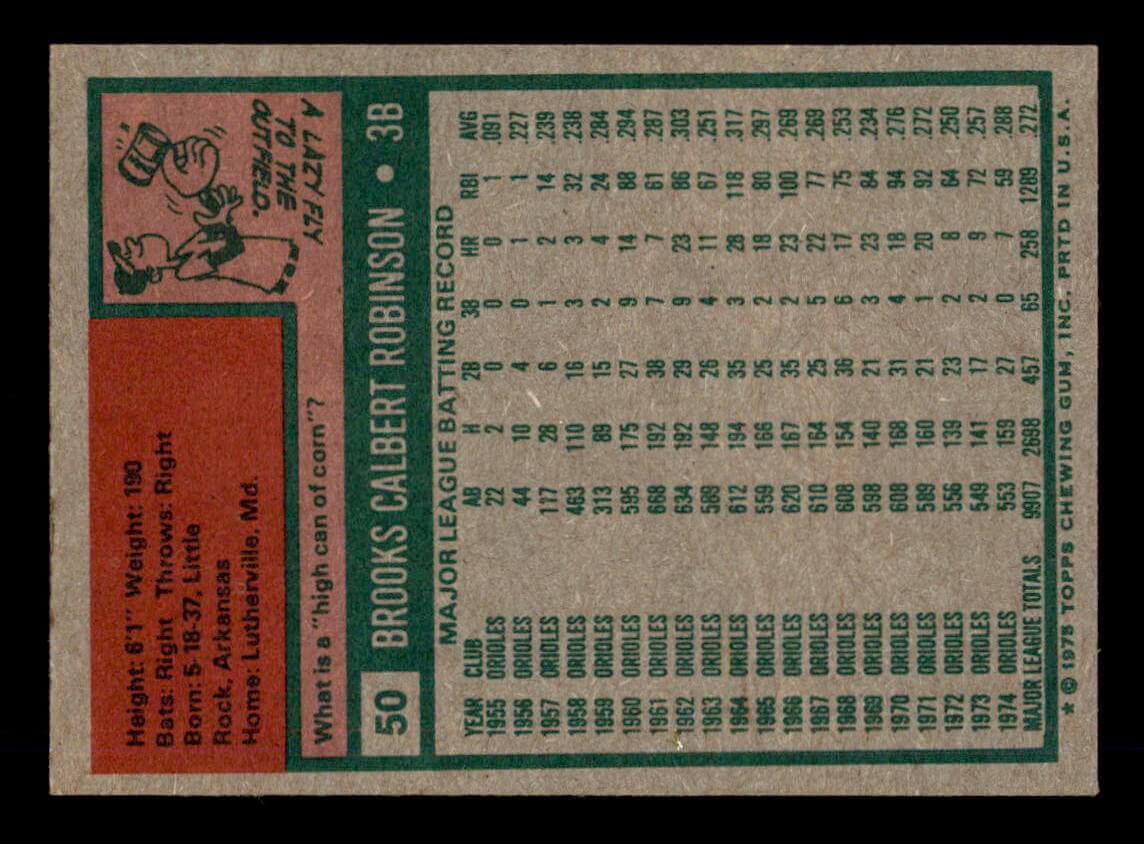 Height: 6'1" Weight: 190
Bats: Right Throws: Right
Born: 5-18-37, Little
Rock, Arkansas
Home: Lutherville, Md.
What is a "high can of corn"?
A LAZY FLY
TO THE
OUTFIELD.
50 BROOKS CALBERT ROBINSON • 3B
MAJOR LEAGUE BATTING RECORD
YEAR CLUB AB H 2B 3B HR RBI AVG
1955 ORIOLES 22 2 0 0 0 1 .091
1956 ORIOLES 44 10 4 0 1 1 .227
1957 ORIOLES 117 28 6 1 2 14 .239
1958 ORIOLES 463 110 16 3 3 32 .238
1959 ORIOLES 313 89 15 2 4 24 .284
1960 ORIOLES 595 175 27 9 14 88 .294
1961 ORIOLES 668 192 38 7 7 61 .287
1962 ORIOLES 634 192 29 9 23 86 .303
1963 ORIOLES 589 148 26 4 11 67 .251
1964 ORIOLES 612 194 35 3 28 118 .317
1965 ORIOLES 559 166 25 2 18 80 .297
1966 ORIOLES 620 167 35 2 23 100 .269
1967 ORIOLES 610 164 25 5 22 77 .269
1968 ORIOLES 608 154 36 6 17 75 .253
1969 ORIOLES 598 140 21 3 23 84 .234
1970 ORIOLES 608 168 31 4 18 94 .276
1971 ORIOLES 589 160 21 1 20 92 .272
1972 ORIOLES 556 139 23 2 8 64 .250
1973 ORIOLES 549 141 17 2 9 72 .257
1974 ORIOLES 553 159 27 0 7 59 .288
MAJOR LEAGUE TOTALS 9907 2698 457 65 258 1289 .272
* © 1975 TOPPS CHEWING GUM, INC. PRTD IN U.S.A.